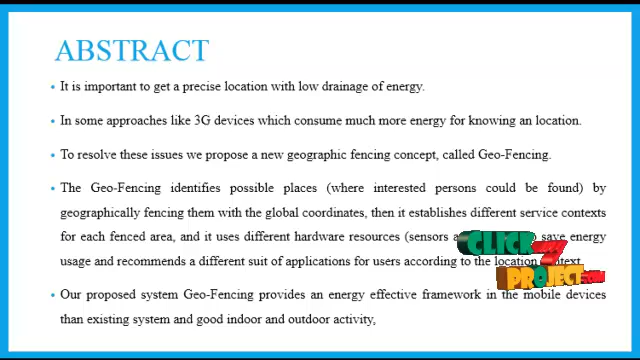 ABSTRACT
• It is important to get a precise location with low drainage of energy.
• In some approaches like 3G devices which consume much more energy for knowing an location.
• To resolve these issues we propose a new geographic fencing concept, called Geo-Fencing.
• The Geo-Fencing identifies possible places (where interested persons could be found) by
geographically fencing them with the global coordinates, then it establishes different service contexts
for each fenced area, and it uses different hardware resources (sensors save energy
usage and recommends a different suit of applications for users according to the location context.
CLICK
PROJECT.com
• Our proposed system Geo-Fencing provides an energy effective framework in the mobile devices
than existing system and good indoor and outdoor activity,